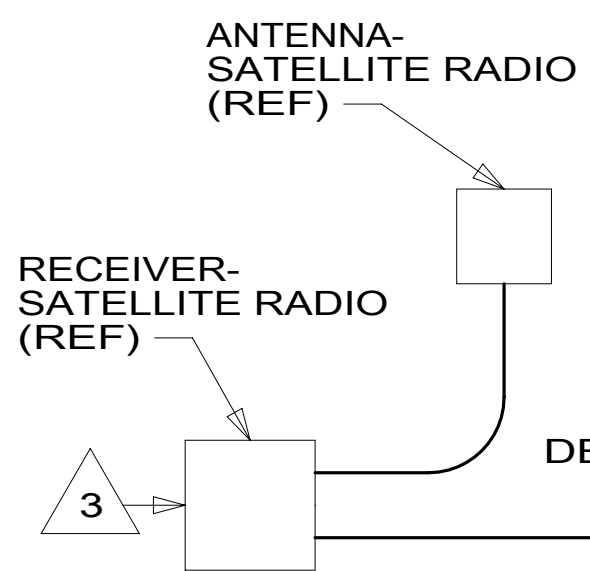 ANTENNA-
SATELLITE RADIO
(REF)
RECEIVER-
SATELLITE RADIO
(REF)
3